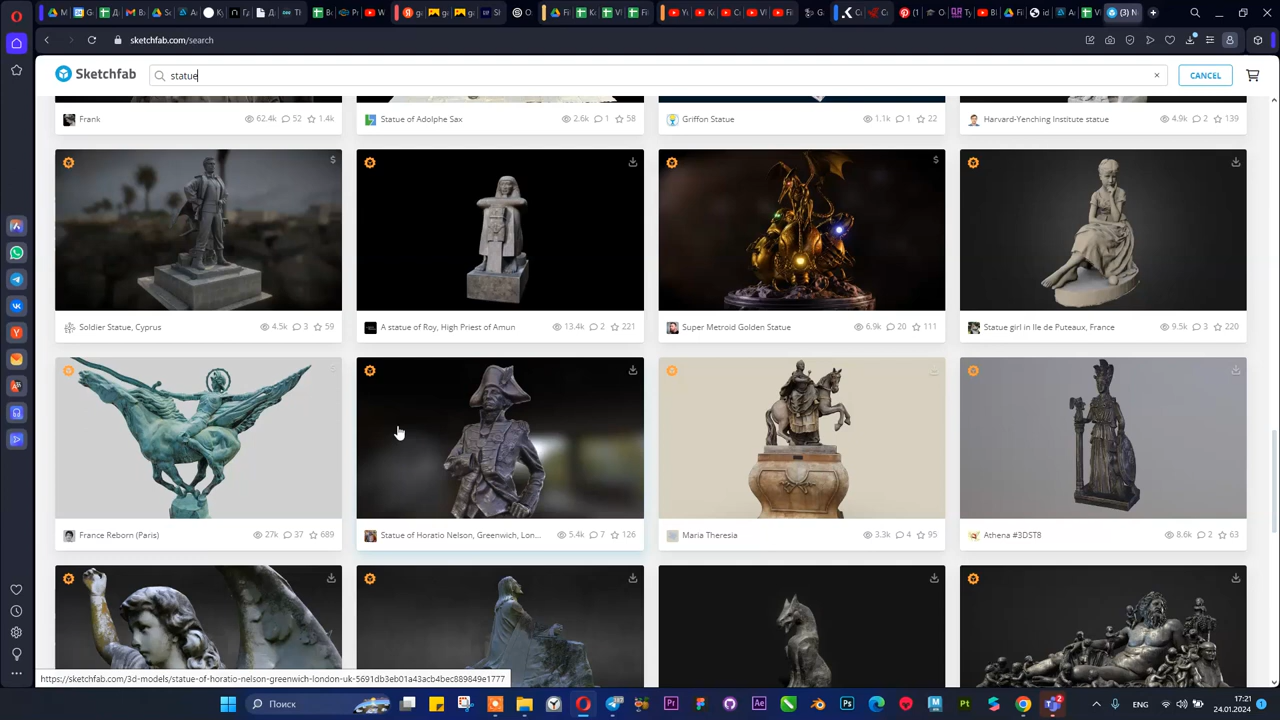 sketchfab.com/search
Sketchfab
statue
CANCEL
Frank
62.4k 52 1.4k
Statue of Adolphe Sax
2.6k 1 58
Griffon Statue
1.1k 1 22
Harvard-Yenching Institute statue
4.9k 2 139
Soldier Statue, Cyprus
4.5k 3 59
A statue of Roy, High Priest of Amun
13.4k 2 221
Super Metroid Golden Statue
6.9k 20 111
Statue girl in Ile de Puteaux, France
9.5k 3 220
France Reborn (Paris)
27k 37 689
Statue of Horatio Nelson, Greenwich, Lon...
5.4k 7 126
Maria Theresia
3.3k 4 95
Athena #3DST8
8.6k 2 63
https://sketchfab.com/3d-models/statue-of-horatio-nelson-greenwich-london-uk-5691db3eb01a43acb4bec889849e1777
Поиск
ENG
17:21
24.01.2024